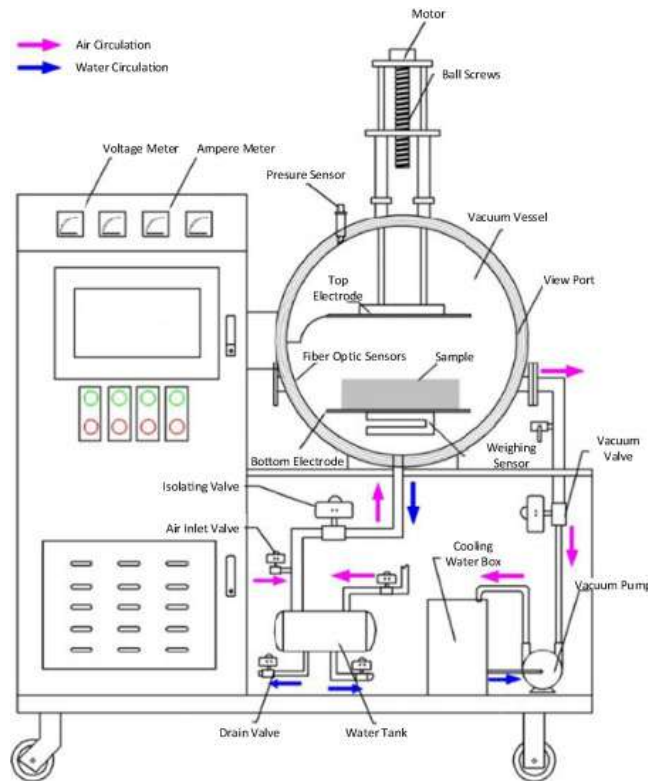 Motor
Air Circulation
Water Circulation
Ball Screws
Voltage Meter
Ampere Meter
Presure Sensor
Vacuum Vessel
View Port
Top
Electrode
Fiber Optic Sensors
Sample
Bottom Electrode
Weighing
Sensor
Vacuum
Valve
Isolating Valve
Air Inlet Valve
Cooling
Water Box
Vacuum Pump
Drain Valve
Water Tank